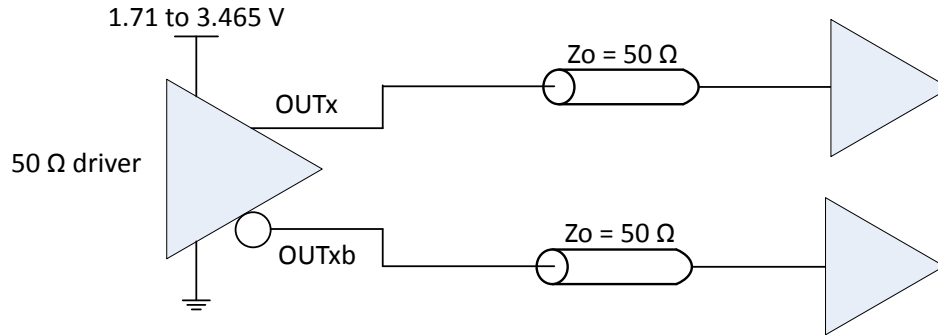 1.71 to 3.465 V
OUTx
Zo = 50 Ω
50 Ω driver
OUTxb
Zo = 50 Ω